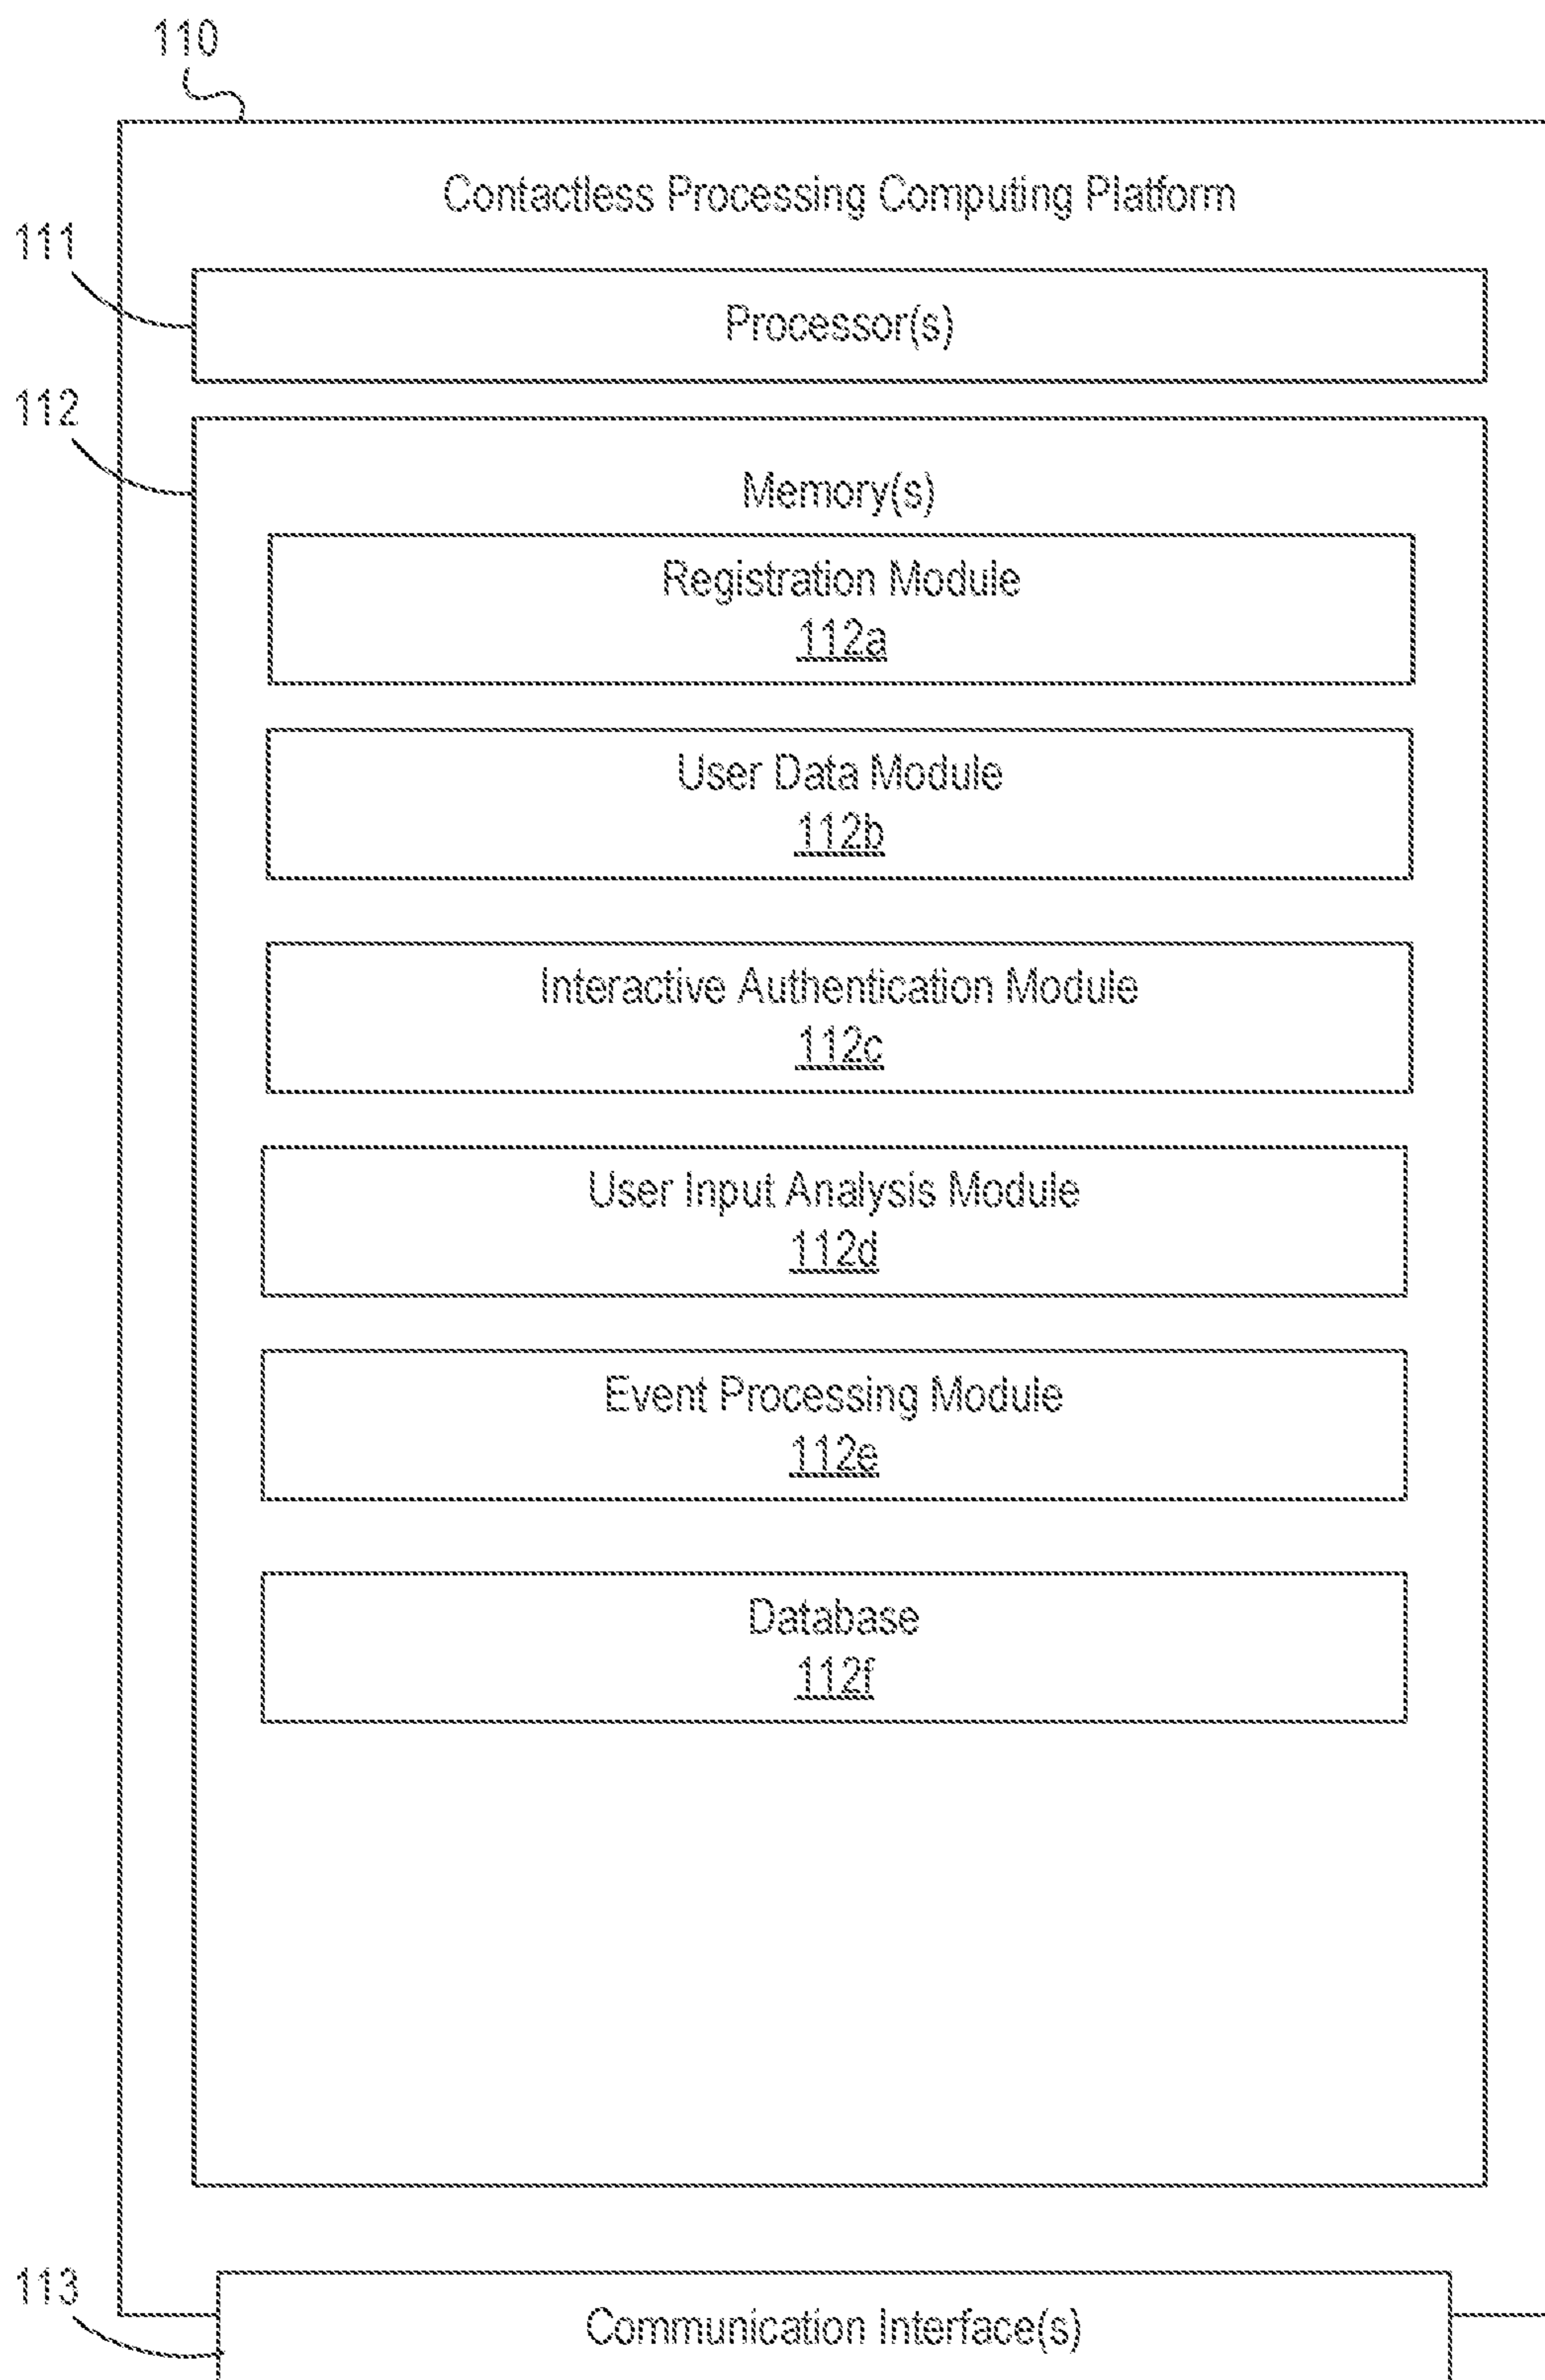 110
Contactless Processing Computing Platform
111
Processor(s)
112
Memory(s)
Registration Module
112a
User Data Module
112b
Interactive Authentication Module
112c
User Input Analysis Module
112d
Event Processing Module
112e
Database
112f
113
Communication Interface(s)